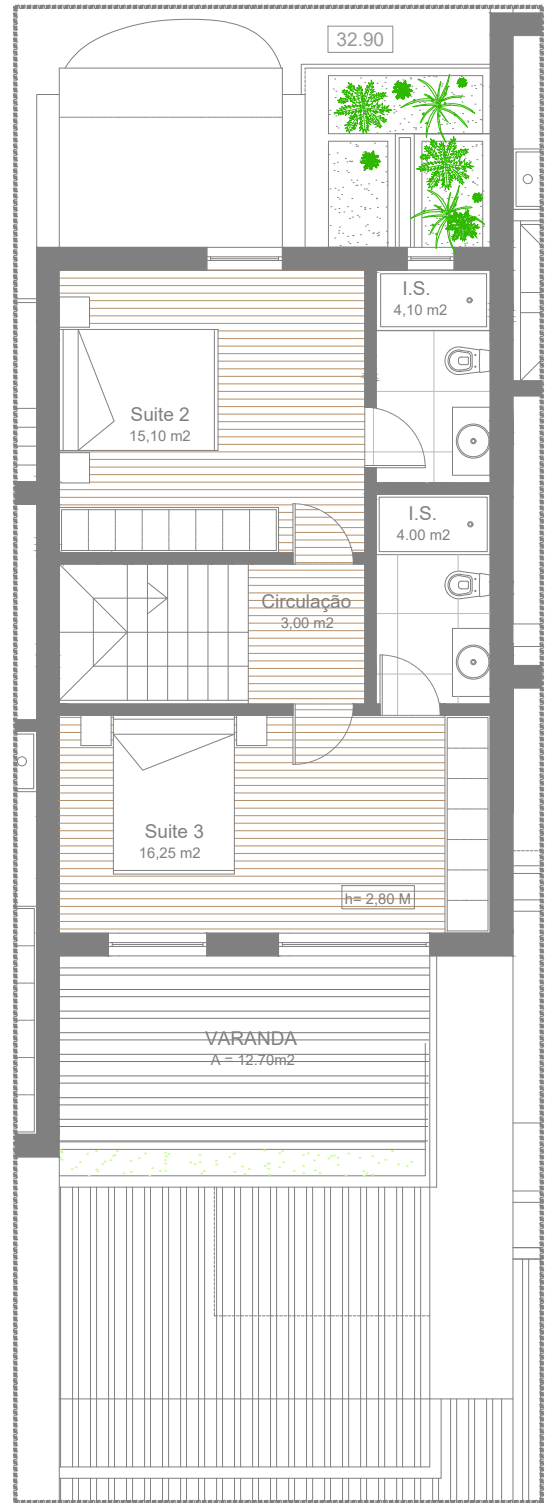 32.90
I.S.
4,10 m2
Suite 2
15,10 m2
I.S.
4.00 m2
Circulação
3,00 m2
Suite 3
16,25 m2
h= 2,80 M
VARANDA
A = 12.70m2